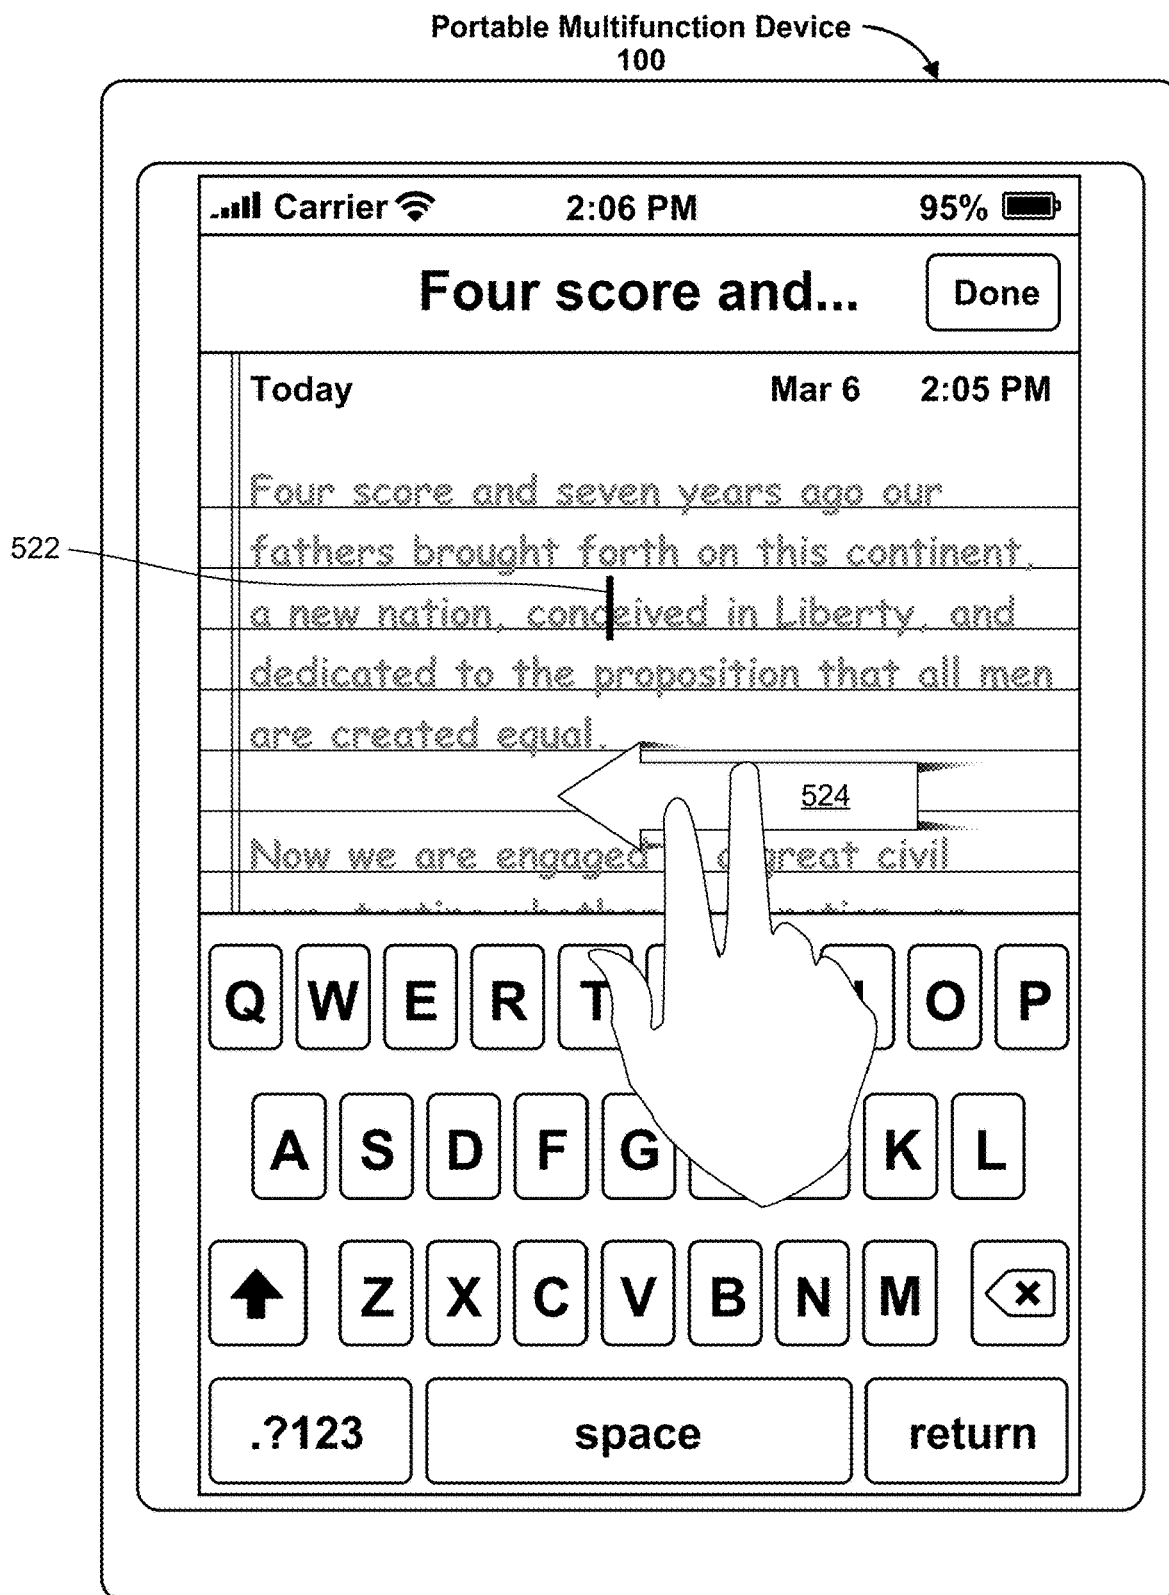 Portable Multifunction Device
100
Carrier 2:06 PM 95%
Four score and... Done
Today Mar 6 2:05 PM
Four score and seven years ago our
fathers brought forth on this continent,
522
a new nation, conceived in Liberty, and
dedicated to the proposition that all men
are created equal.
524
Now we are engaged a great civil
Q W E R T O P
A S D F G K L
Z X C V B N M
.?123 space return